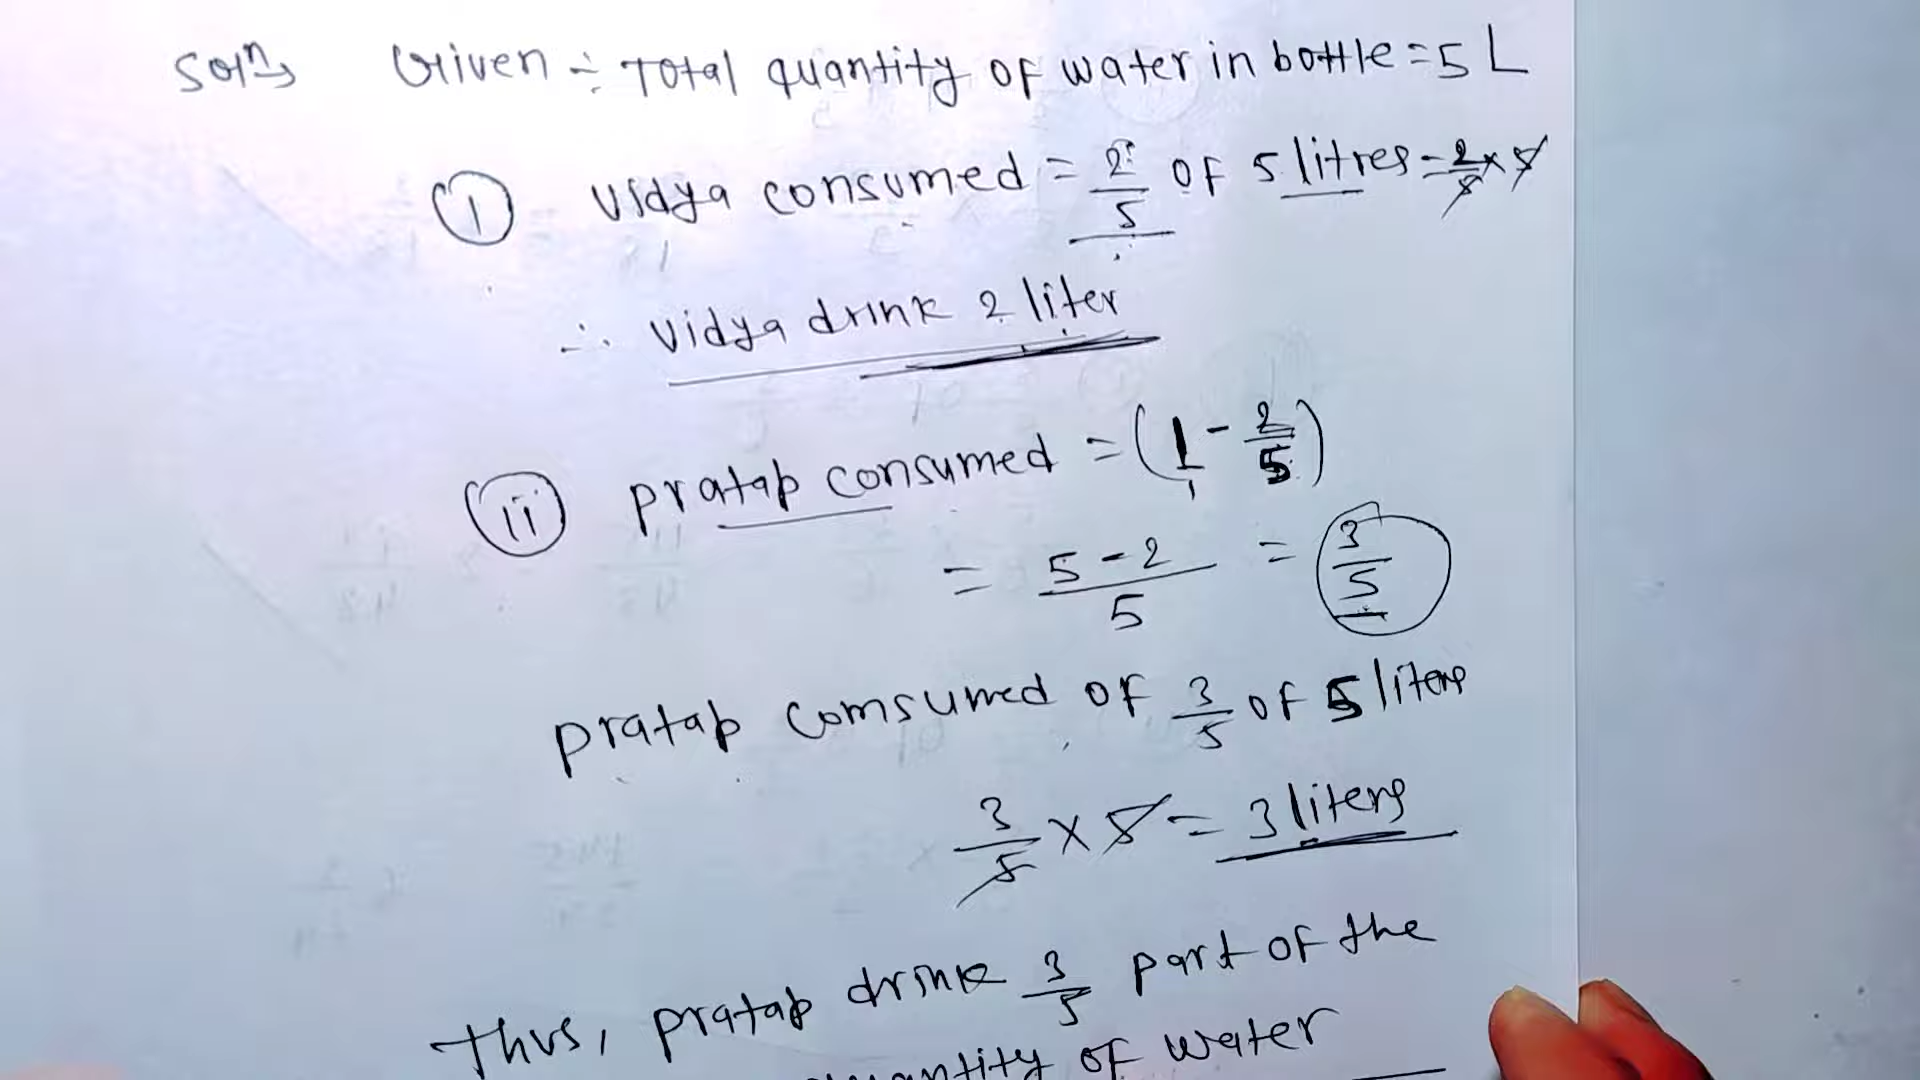 Soln Given ÷ Total quantity of water in bottle = 5 L
(i) Vidya consumed = 2/5 of 5 litres = 2/5 × 5
∴ Vidya drink 2 liter
(ii) pratap consumed = (1 - 2/5)
= 5-2/5 = 3/5
pratap comsumed of 3/5 of 5 liters
3/5 × 5 = 3 liters
Thus, pratap drink 3/5 part of the
of water